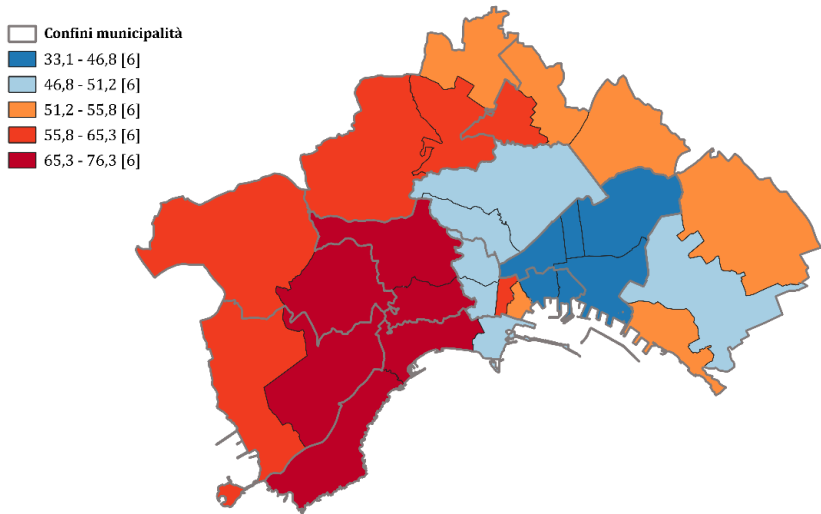 Confini municipalità
33,1 - 46,8 [6]
46,8 - 51,2 [6]
51,2 - 55,8 [6]
55,8 - 65,3 [6]
65,3 - 76,3 [6]